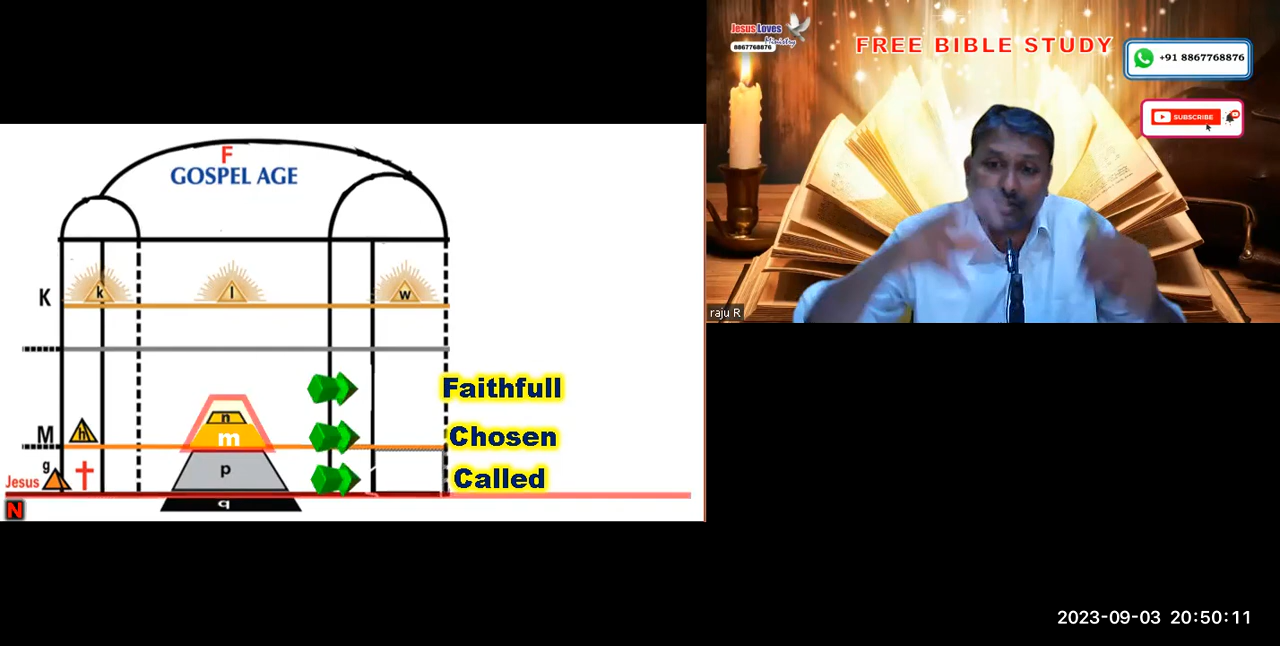 F
GOSPEL AGE
K
k
l
w
Faithfull
n
M
h
m
Chosen
g
p
Called
Jesus
N
q
Jesus Loves
Ministry
8867768876
FREE BIBLE STUDY
+91 8867768876
SUBSCRIBE
raju R
2023-09-03 20:50:11